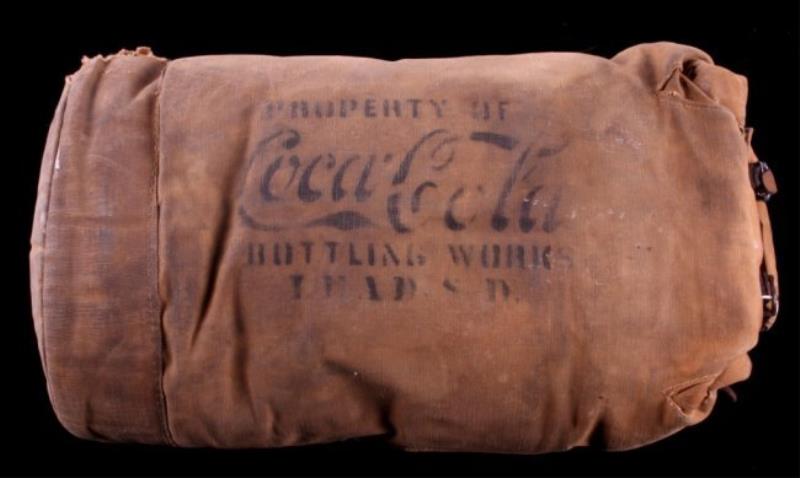 PROPERTY OF
Coca-Cola
BOTTLING WORKS
LEAD S.D.